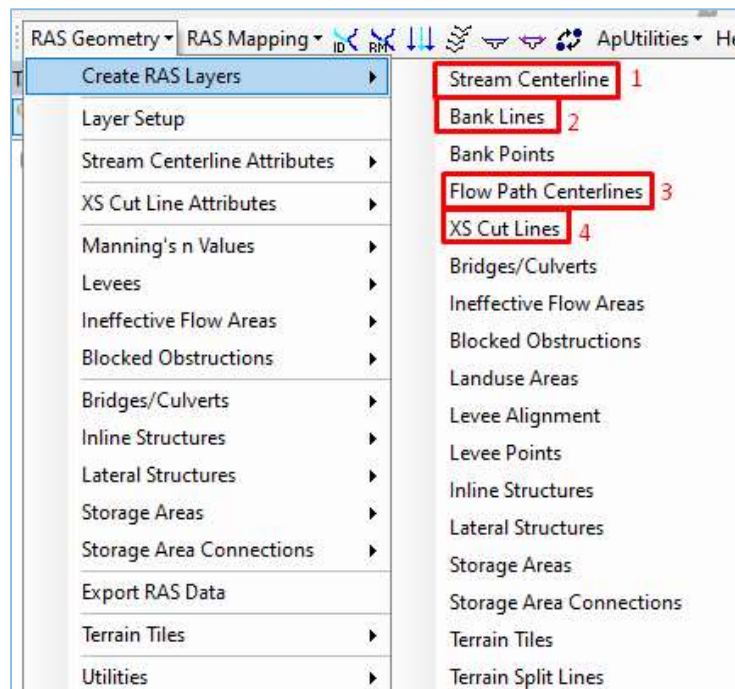 RAS Geometry RAS Mapping ID RM ApUtilities He
Create RAS Layers
Layer Setup
Stream Centerline Attributes
XS Cut Line Attributes
Manning's n Values
Levees
Ineffective Flow Areas
Blocked Obstructions
Bridges/Culverts
Inline Structures
Lateral Structures
Storage Areas
Storage Area Connections
Export RAS Data
Terrain Tiles
Utilities
Stream Centerline 1
Bank Lines 2
Bank Points
Flow Path Centerlines 3
XS Cut Lines 4
Bridges/Culverts
Ineffective Flow Areas
Blocked Obstructions
Landuse Areas
Levee Alignment
Levee Points
Inline Structures
Lateral Structures
Storage Areas
Storage Area Connections
Terrain Tiles
Terrain Split Lines